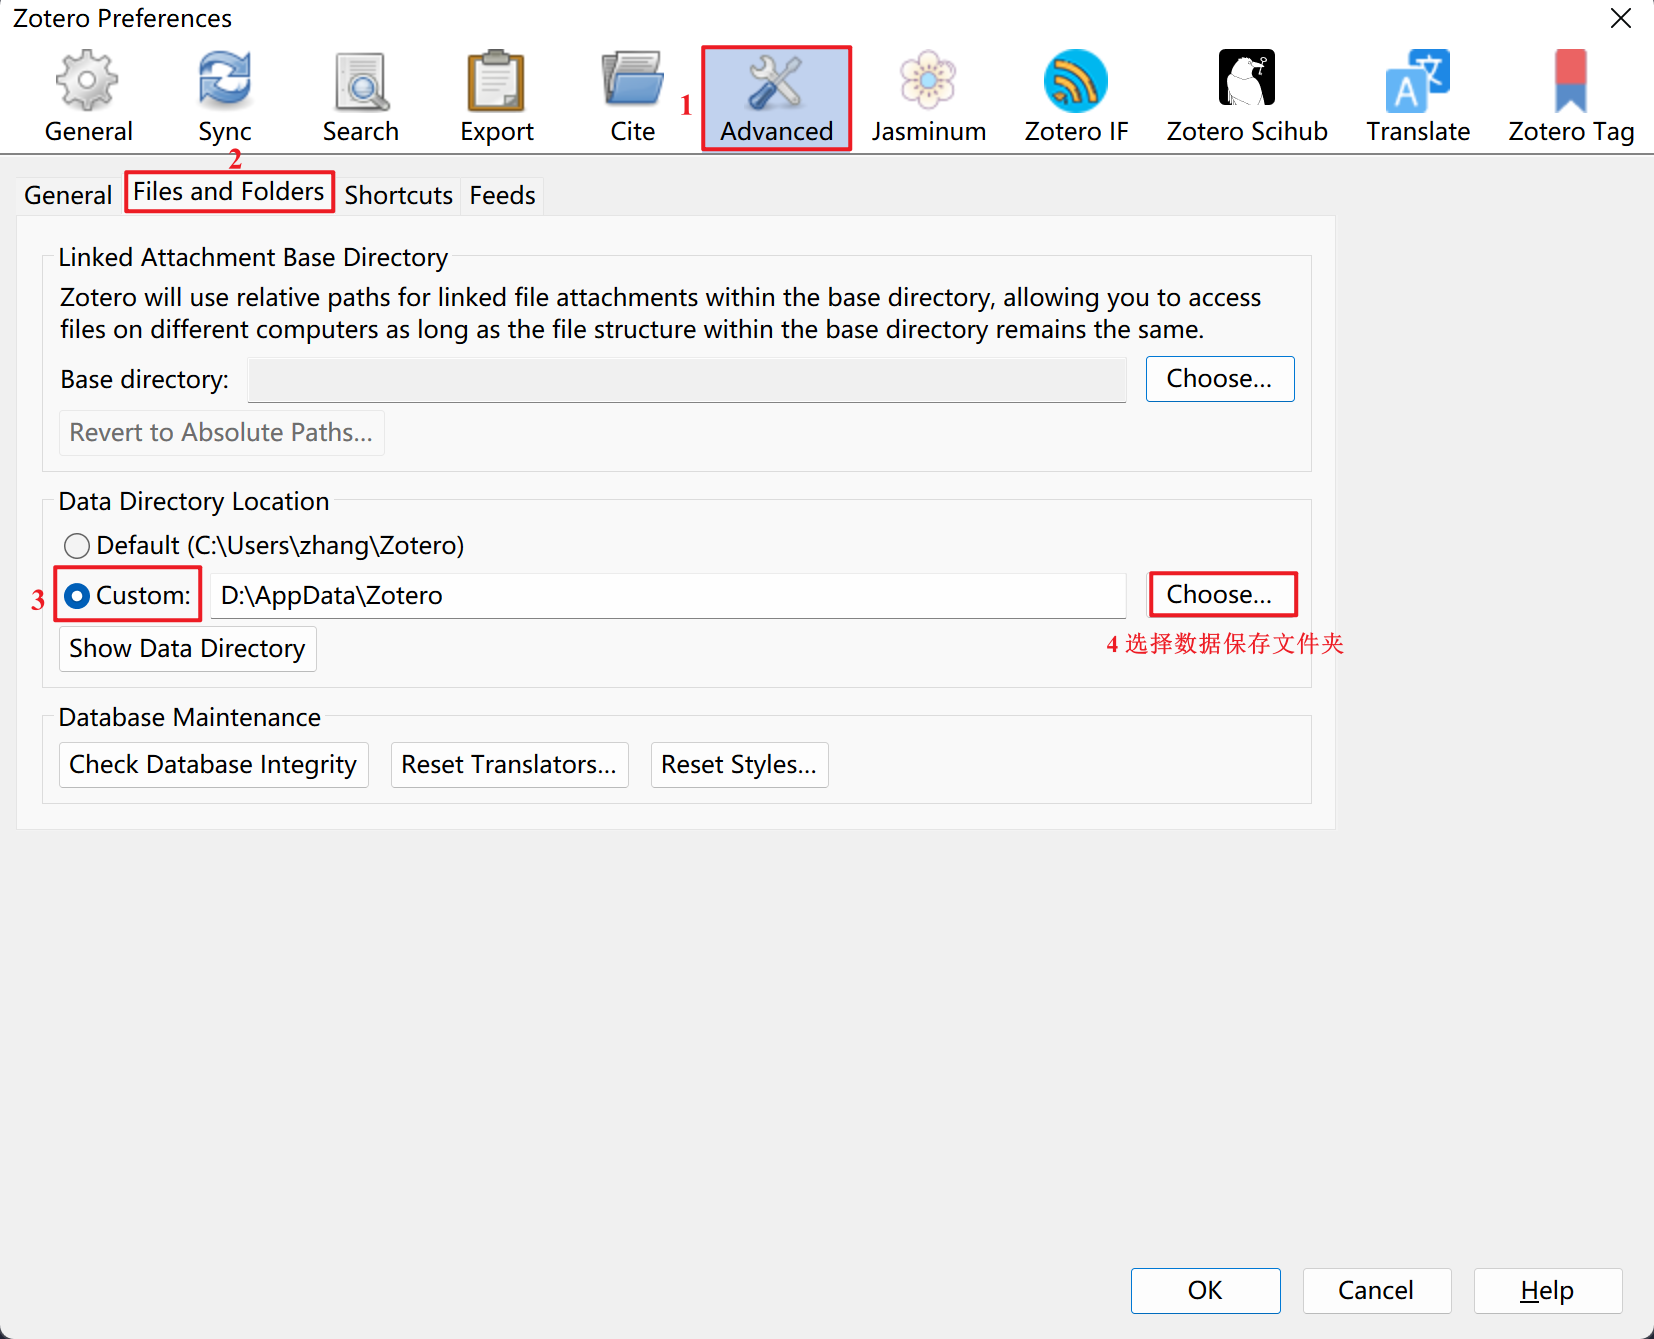 Zotero Preferences
General Sync Search Export Cite 1 Advanced Jasminum Zotero IF Zotero Scihub Translate Zotero Tag
2
General Files and Folders Shortcuts Feeds
Linked Attachment Base Directory
Zotero will use relative paths for linked file attachments within the base directory, allowing you to access
files on different computers as long as the file structure within the base directory remains the same.
Base directory: Choose...
Revert to Absolute Paths...
Data Directory Location
Default (C:\Users\zhang\Zotero)
3 Custom: D:\AppData\Zotero Choose...
4 选择数据保存文件夹
Show Data Directory
Database Maintenance
Check Database Integrity Reset Translators... Reset Styles...
OK Cancel Help